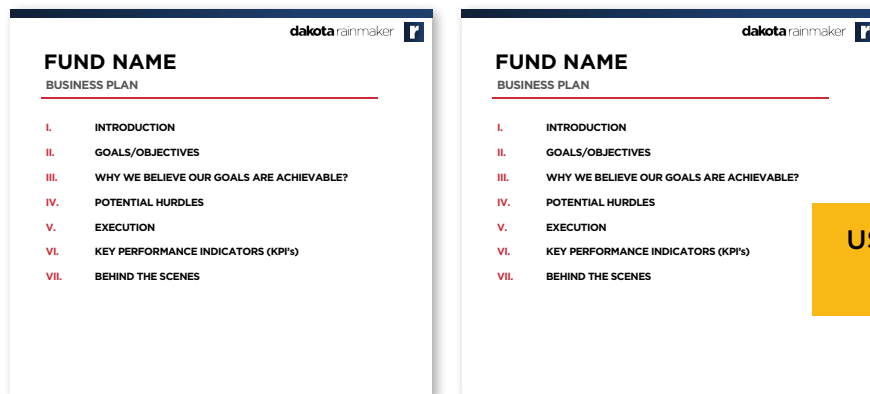 dakota rainmaker r
FUND NAME
BUSINESS PLAN
I. INTRODUCTION
II. GOALS/OBJECTIVES
III. WHY WE BELIEVE OUR GOALS ARE ACHIEVABLE?
IV. POTENTIAL HURDLES
V. EXECUTION
VI. KEY PERFORMANCE INDICATORS (KPI's)
VII. BEHIND THE SCENES
dakota rainmaker r
FUND NAME
BUSINESS PLAN
I. INTRODUCTION
II. GOALS/OBJECTIVES
III. WHY WE BELIEVE OUR GOALS ARE ACHIEVABLE?
IV. POTENTIAL HURDLES
V. EXECUTION
VI. KEY PERFORMANCE INDICATORS (KPI's)
VII. BEHIND THE SCENES